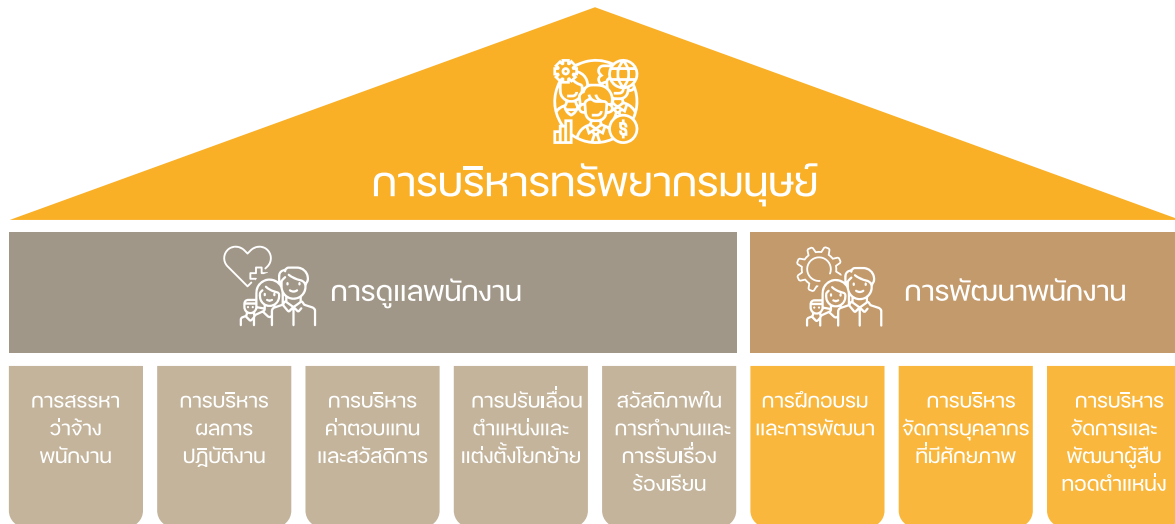 การบริหารทรัพยากรมนุษย์
การดูแลพนักงาน
การพัฒนาพนักงาน
การสรรหา
ว่าจ้าง
พนักงาน
การบริหาร
ผลการ
ปฏิบัติงาน
การบริหาร
ค่าตอบแทน
และสวัสดิการ
การปรับเลื่อน
ตำแหน่งและ
แต่งตั้งโยกย้าย
สวัสดิภาพใน
การทำงานและ
การรับเรื่อง
ร้องเรียน
การฝึกอบรม
และการพัฒนา
การบริหาร
จัดการบุคลากร
ที่มีศักยภาพ
การบริหาร
จัดการและ
พัฒนาผู้สืบ
ทอดตำแหน่ง